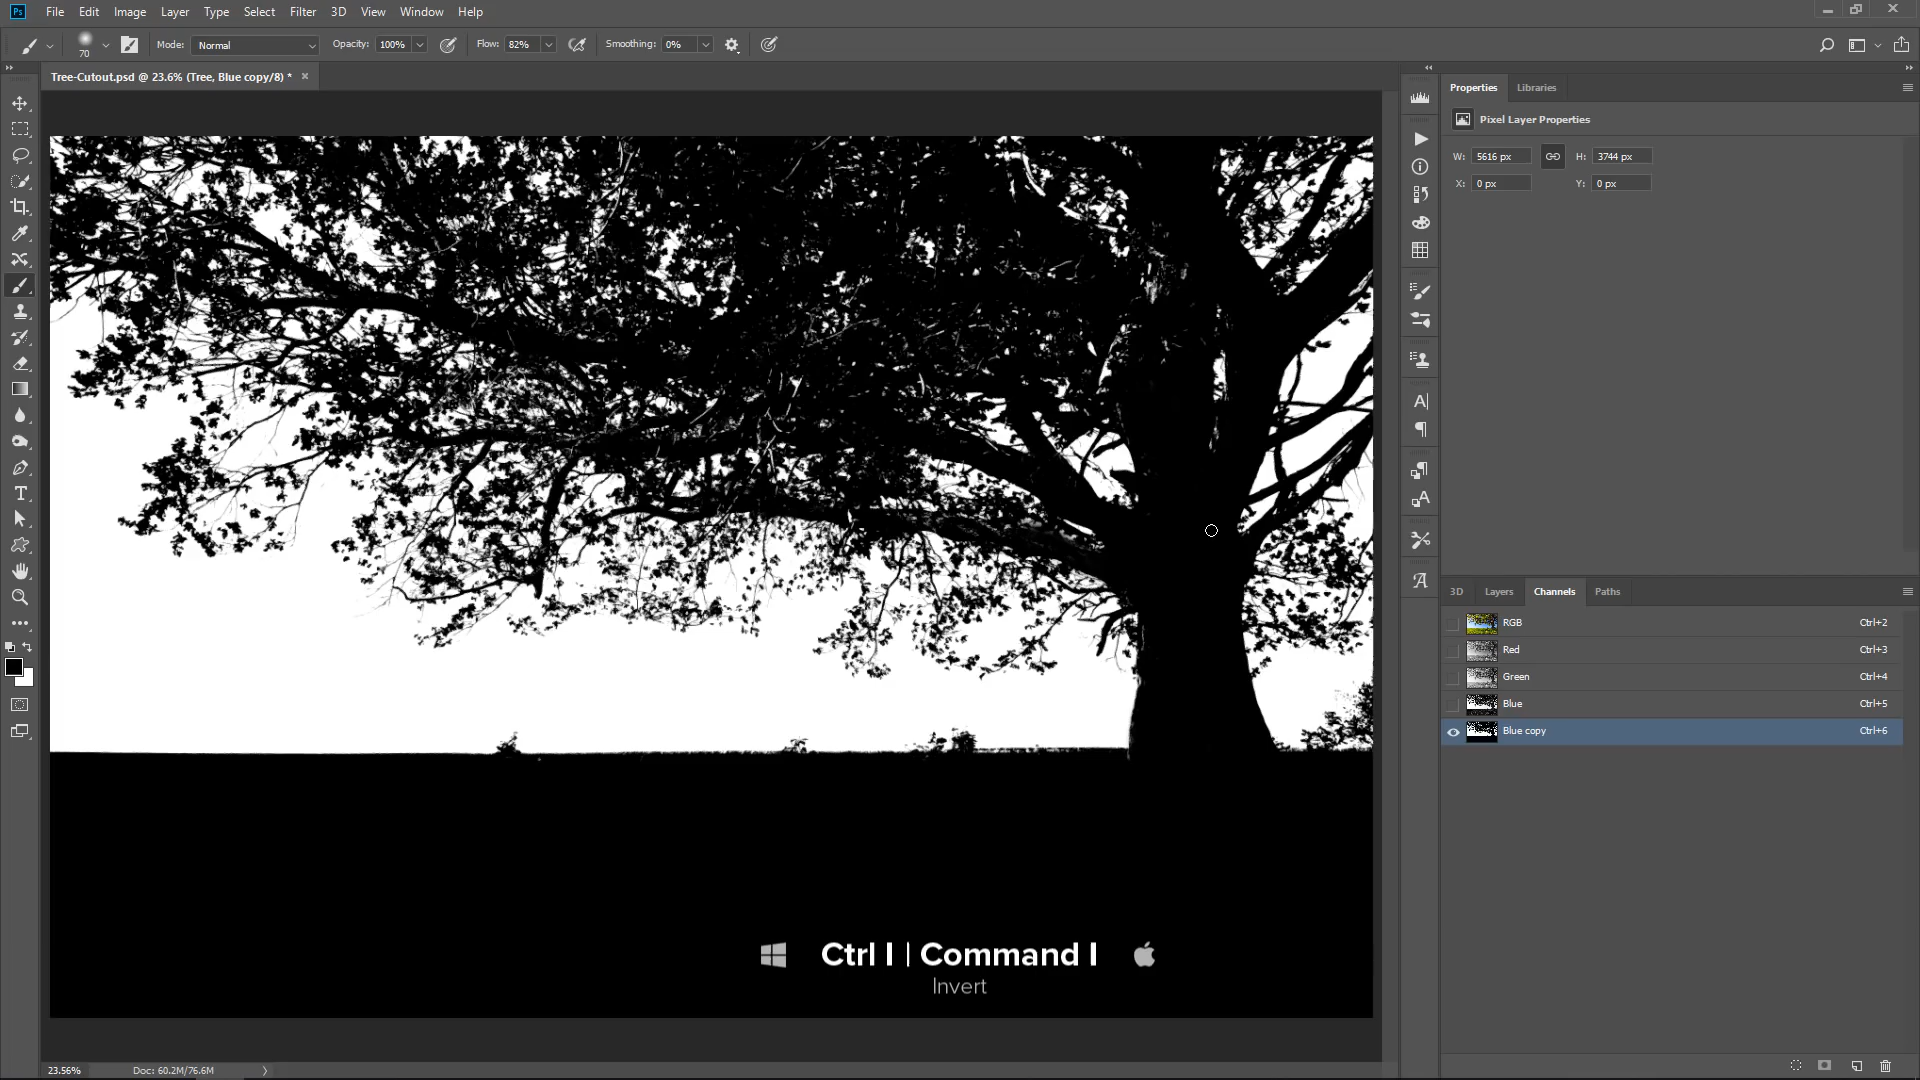 Ps File Edit Image Layer Type Select Filter 3D View Window Help
70 Mode: Normal Opacity: 100% Flow: 82% Smoothing: 0%
Tree-Cutout.psd @ 23.6% (Tree, Blue copy/8) * ×
Properties Libraries
Pixel Layer Properties
W: 5616 px H: 3744 px
X: 0 px Y: 0 px
3D Layers Channels Paths
RGB Ctrl+2
Red Ctrl+3
Green Ctrl+4
Blue Ctrl+5
Blue copy Ctrl+6
Ctrl I | Command I
Invert
23.56% Doc: 60.2M/76.6M